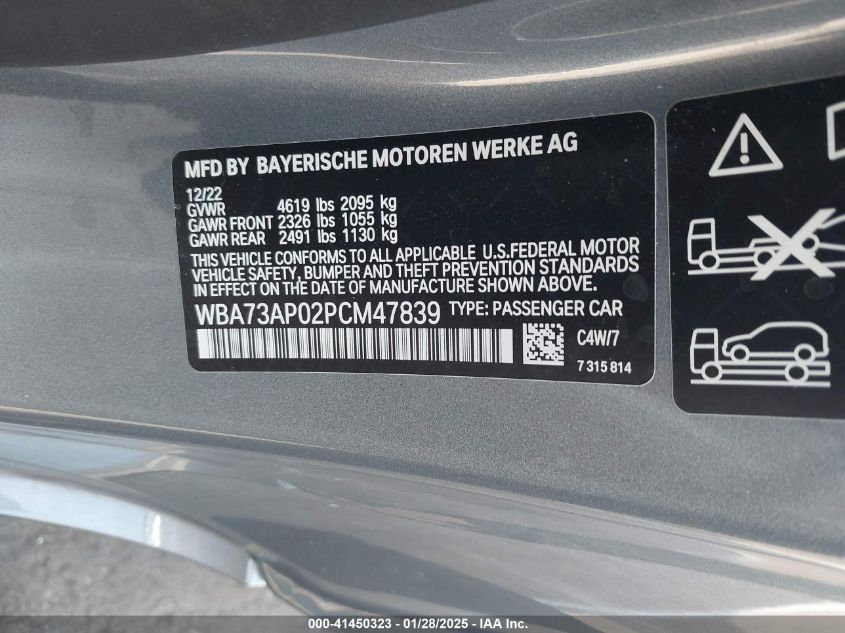 MFD BY BAYERISCHE MOTOREN WERKE AG
12/22
GVWR 4619 lbs 2095 kg
GAWR FRONT 2326 lbs 1055 kg
GAWR REAR 2491 lbs 1130 kg
THIS VEHICLE CONFORMS TO ALL APPLICABLE U.S.FEDERAL MOTOR
VEHICLE SAFETY, BUMPER AND THEFT PREVENTION STANDARDS
IN EFFECT ON THE DATE OF MANUFACTURE SHOWN ABOVE.
WBA73AP02PCM47839 TYPE: PASSENGER CAR
C4W/7
7 315 814
000-41450323 | 01/28/2025 - IAA Inc.